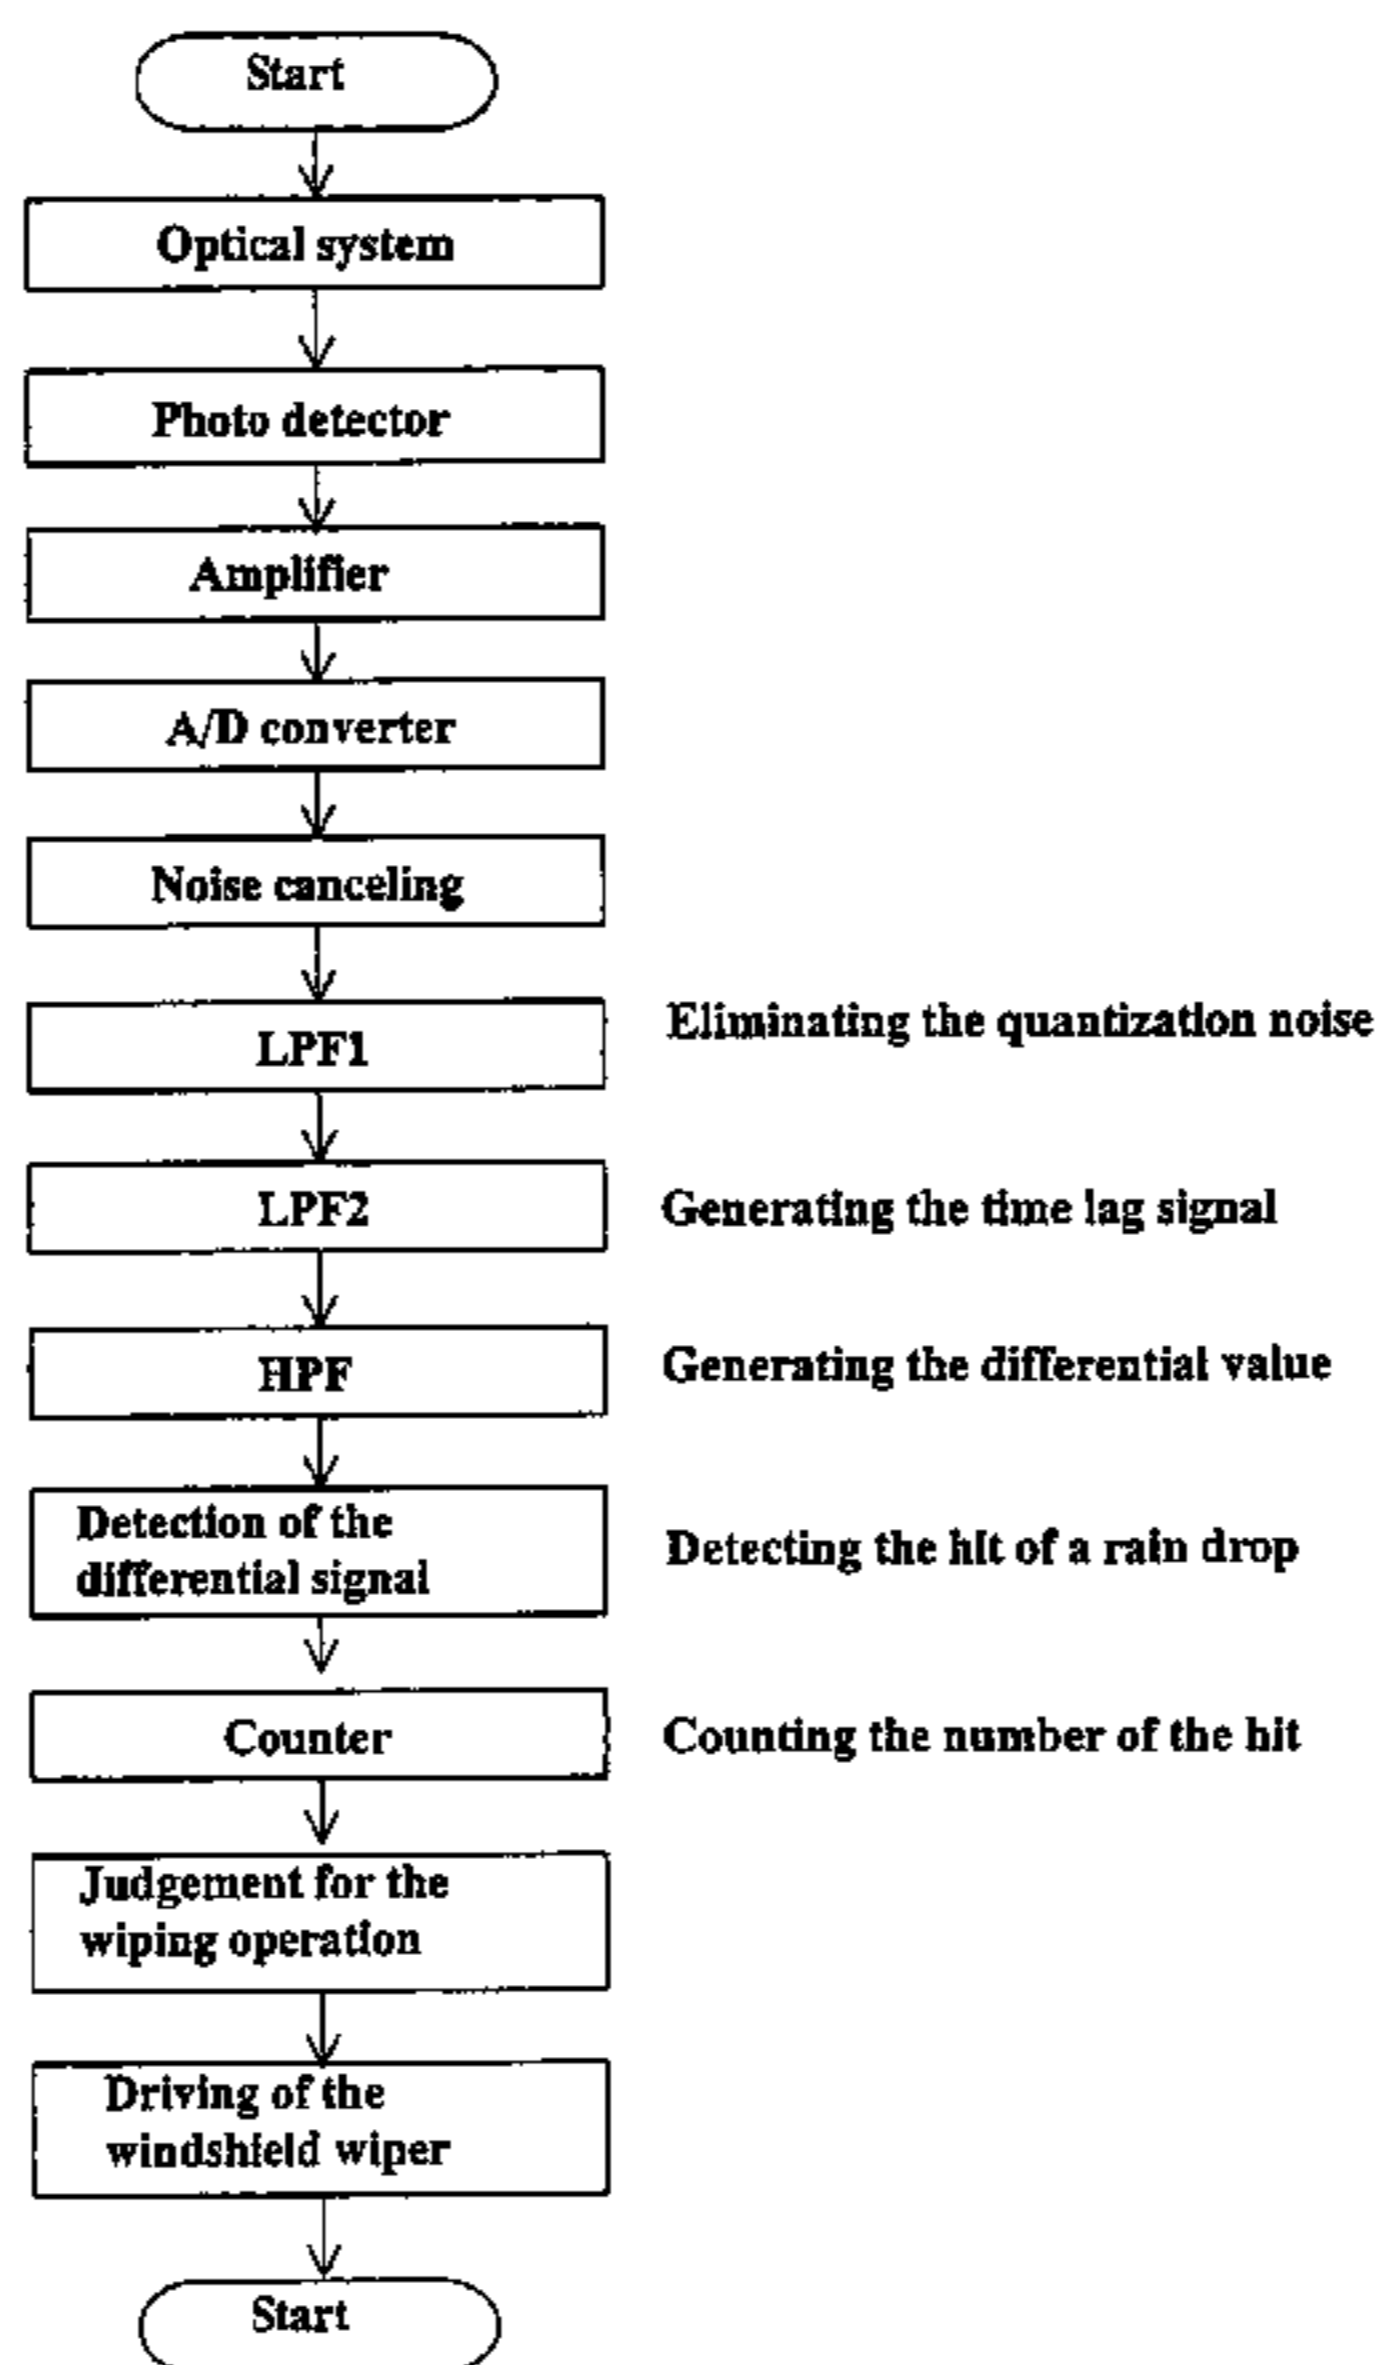 Start
Optical system
Photo detector
Amplifier
A/D converter
Noise canceling
LPF1
Eliminating the quantization noise
LPF2
Generating the time lag signal
HPF
Generating the differential value
Detection of the
differential signal
Detecting the hit of a rain drop
Counter
Counting the number of the hit
Judgement for the
wiping operation
Driving of the
windshield wiper
Start